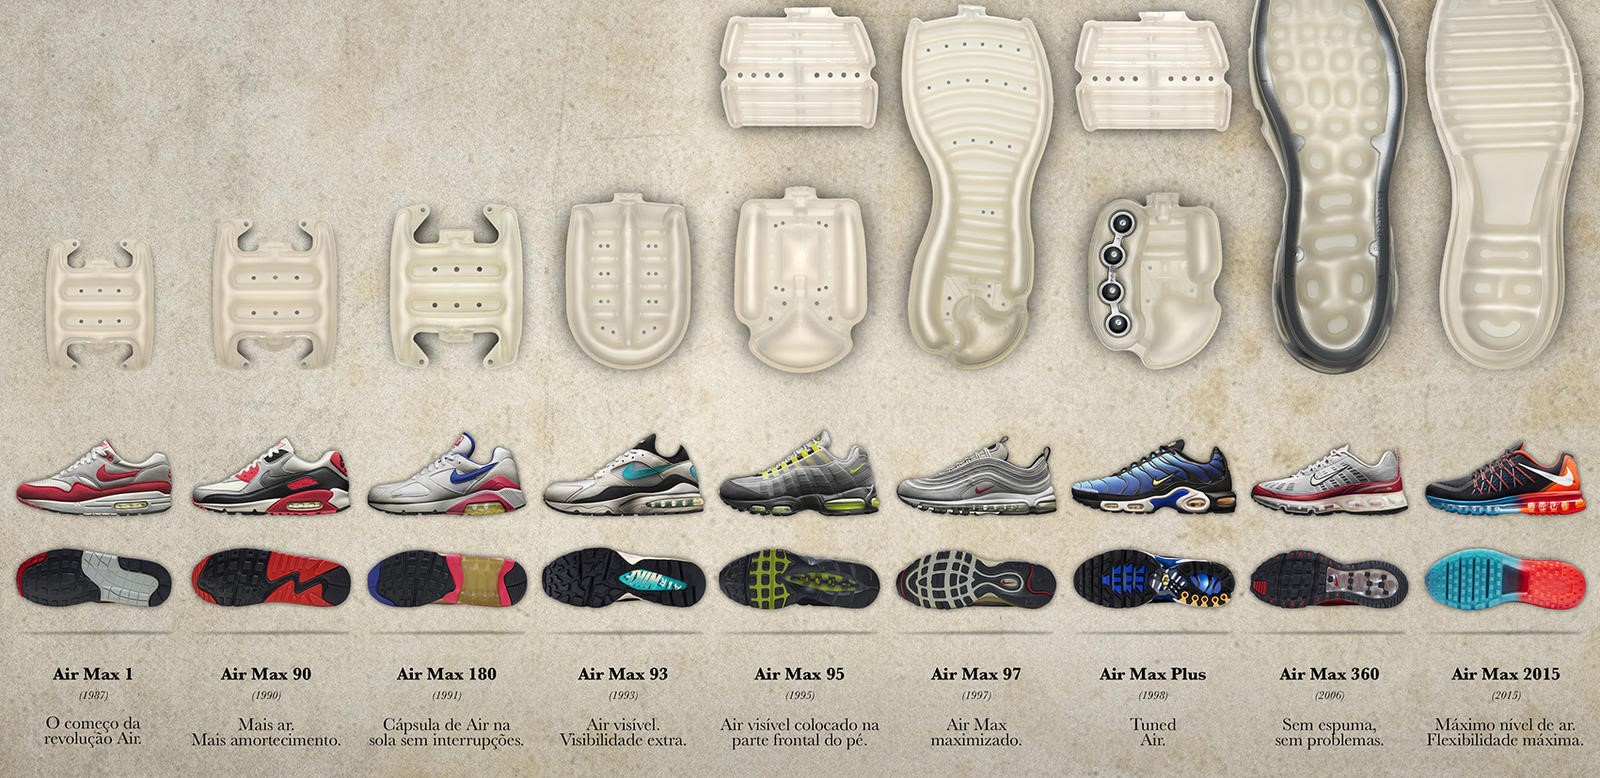 Air Max 1
(1987)
O começo da
revolução Air.
Air Max 90
(1990)
Mais ar.
Mais amortecimento.
Air Max 180
(1991)
Cápsula de Air na
sola sem interrupções.
Air Max 93
(1993)
Air visível.
Visibilidade extra.
Air Max 95
(1995)
Air visível colocado na
parte frontal do pé.
Air Max 97
(1997)
Air Max
maximizado.
Air Max Plus
(1998)
Tuned
Air.
Air Max 360
(2006)
Sem espuma,
sem problemas.
Air Max 2015
(2015)
Máximo nível de ar.
Flexibilidade máxima.